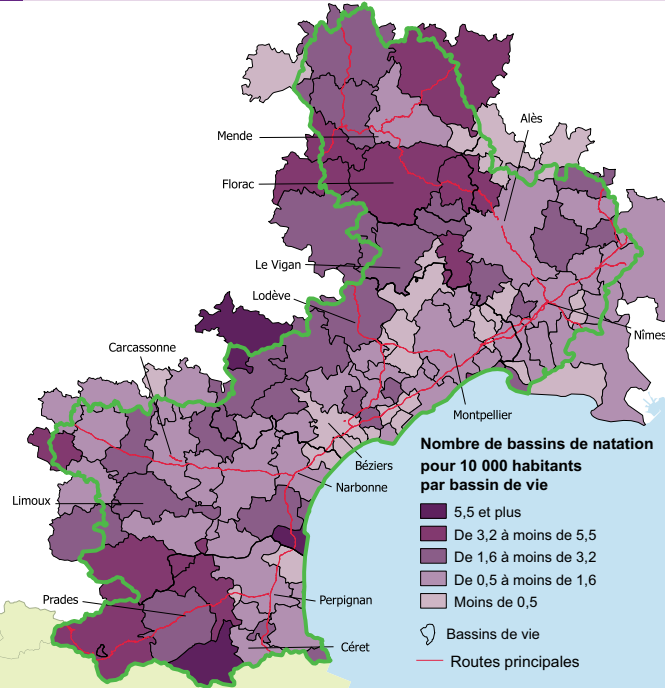 Mende
Alès
Florac
Le Vigan
Lodève
Nîmes
Carcassonne
Montpellier
Béziers
Narbonne
Limoux
Prades
Perpignan
Céret
Nombre de bassins de natation
pour 10 000 habitants
par bassin de vie
5,5 et plus
De 3,2 à moins de 5,5
De 1,6 à moins de 3,2
De 0,5 à moins de 1,6
Moins de 0,5
Bassins de vie
Routes principales